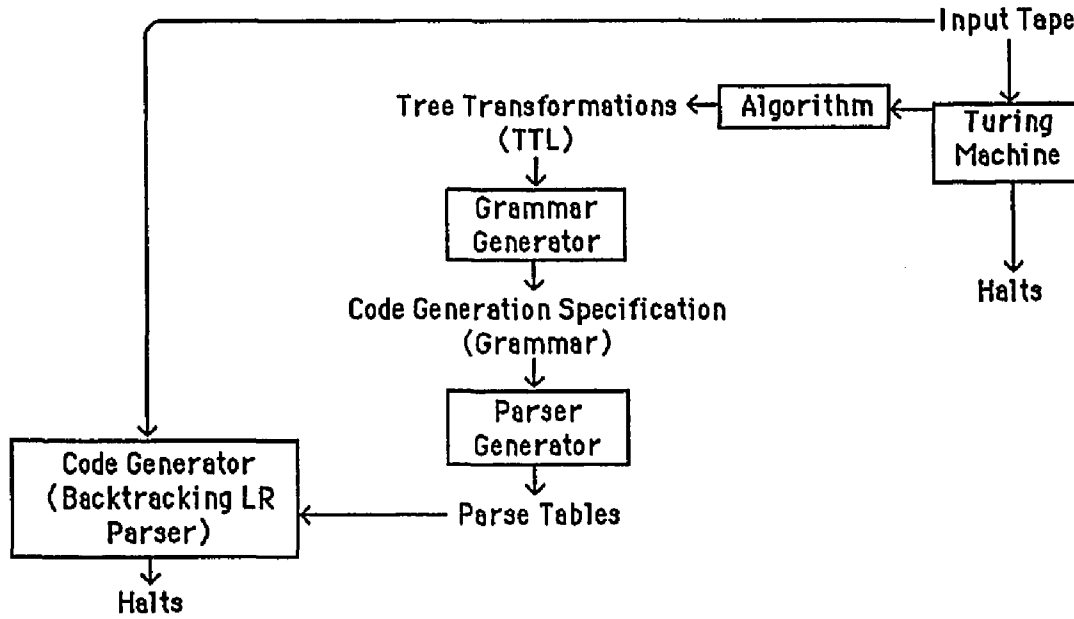 Input Tape
Tree Transformations
(TTL)
Algorithm
Turing
Machine
Grammar
Generator
Halts
Code Generation Specification
(Grammar)
Parser
Generator
Code Generator
(Backtracking LR
Parser)
Parse Tables
Halts